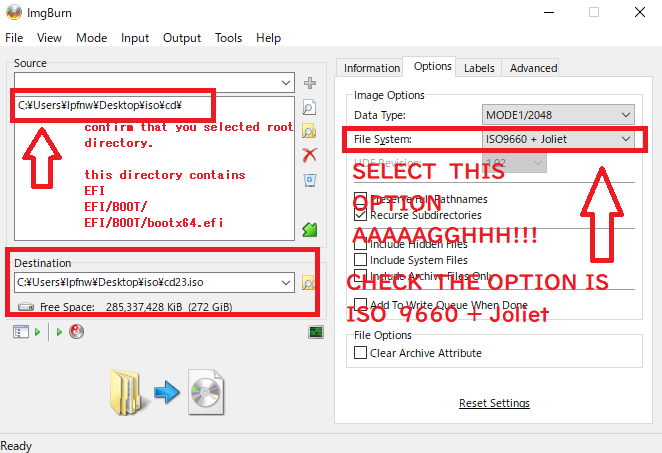 ImgBurn
File View Mode Input Output Tools Help
Source
C:¥Users¥lpfnw¥Desktop¥iso¥cd¥
confirm that you selected root
directory.
this directory contains
EFI
EFI/BOOT/
EFI/BOOT/bootx64.efi
Destination
C:¥Users¥lpfnw¥Desktop¥iso¥cd23.iso
Free Space: 285,337,428 KiB (272 GiB)
Information Options Labels Advanced
Image Options
Data Type: MODE1/2048
File System: ISO9660 + Joliet
UDF Revision: 1.02
SELECT THIS
OPTION
AAAAAGGHHH!!!
Preserve Full Pathnames
Recurse Subdirectories
Include Hidden Files
Include System Files
Include Archive Files Only
CHECK THE OPTION IS
ISO 9660 + Joliet
Add To Write Queue When Done
File Options
Clear Archive Attribute
Reset Settings
Ready